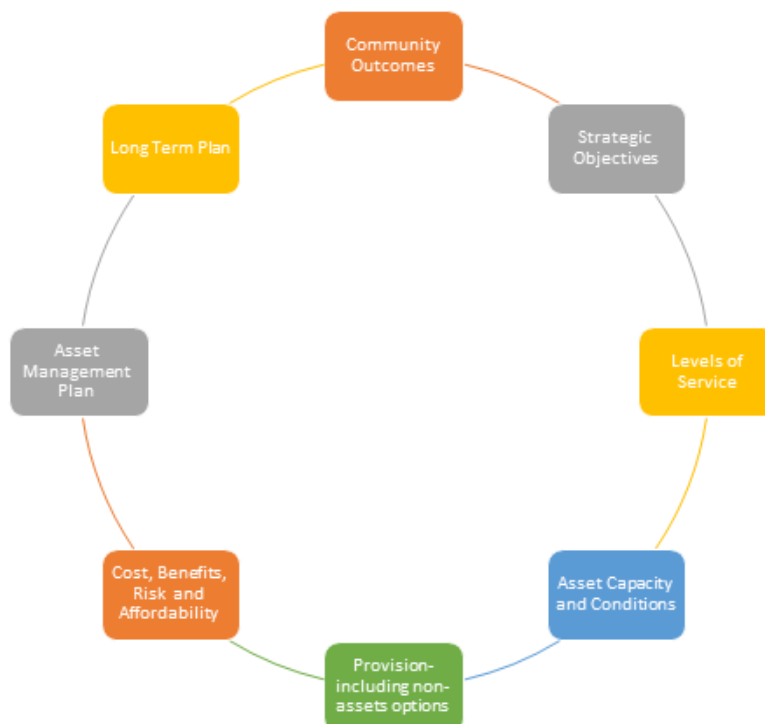 Community
Outcomes
Strategic
Objectives
Levels of
Service
Asset Capacity
and Conditions
Provision-
including non-
assets options
Cost, Benefits,
Risk and
Affordability
Asset
Management
Plan
Long Term Plan